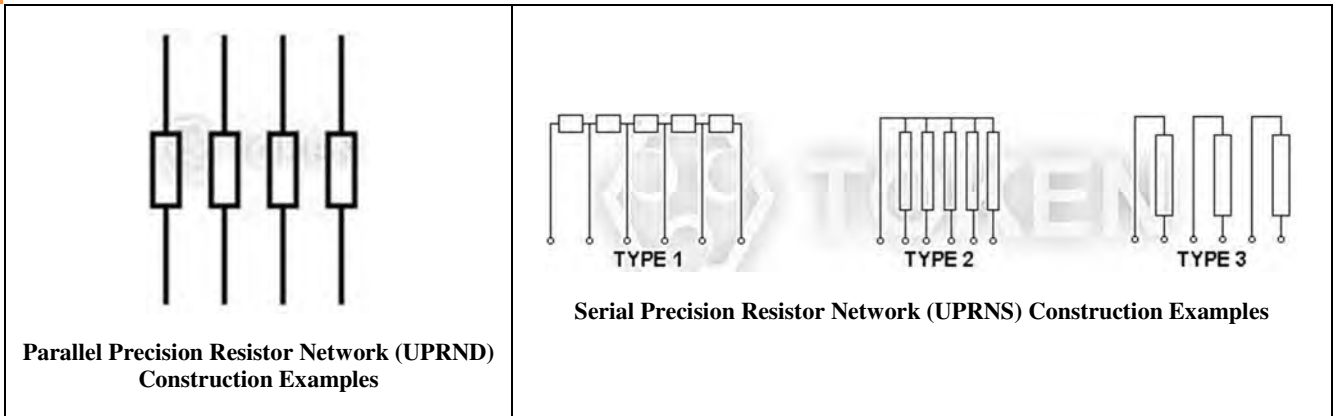 Parallel Precision Resistor Network (UPRND)
Construction Examples
TOKEN
TYPE 1
TYPE 2
TYPE 3
Serial Precision Resistor Network (UPRNS) Construction Examples